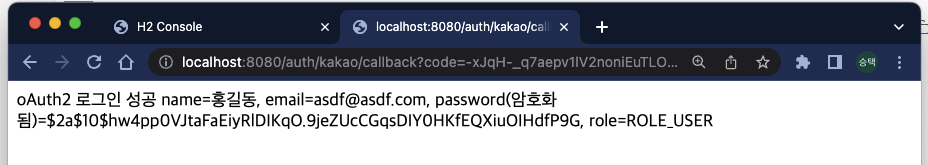 H2 Console
localhost:8080/auth/kakao/call
localhost:8080/auth/kakao/callback?code=-xJqH-_q7aepv1lV2noniEuTLO...
승택
oAuth2 로그인 성공 name=홍길동, email=asdf@asdf.com, password(암호화
됨)=$2a$10$hw4pp0VJtaFaEiyRlDIKqO.9jeZUcCGqsDIY0HKfEQXiuOIHdfP9G, role=ROLE_USER